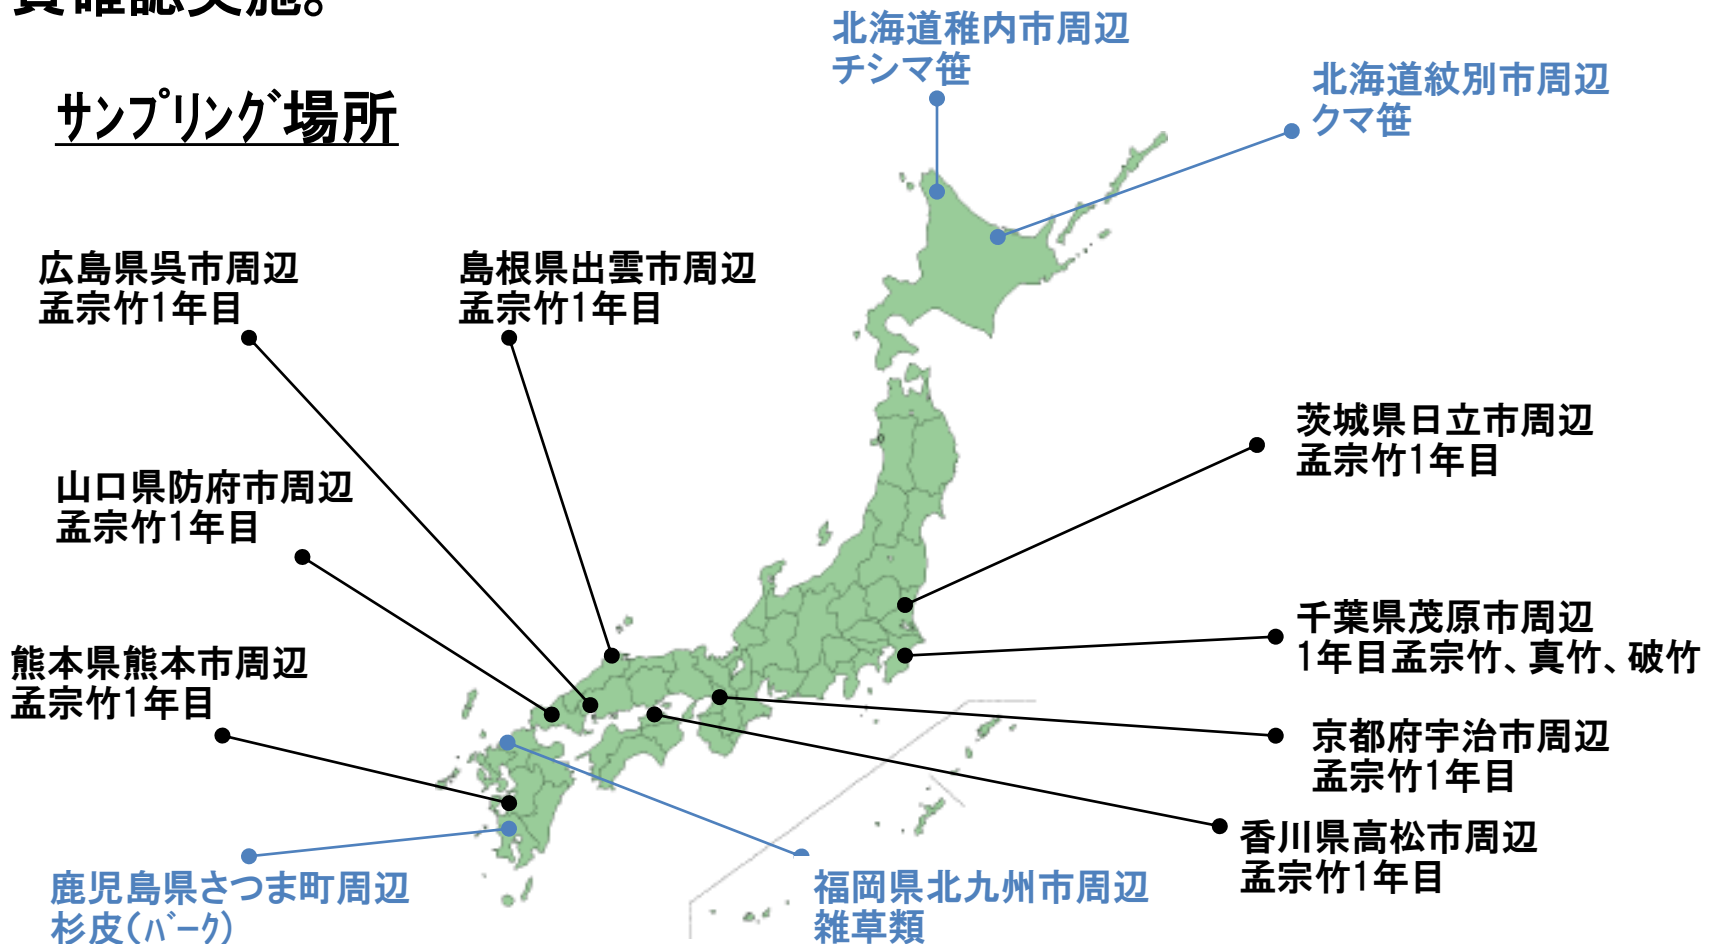 質確認実施。
サンプリング場所
北海道稚内市周辺
チシマ笹
北海道紋別市周辺
クマ笹
広島県呉市周辺
孟宗竹1年目
島根県出雲市周辺
孟宗竹1年目
茨城県日立市周辺
孟宗竹1年目
山口県防府市周辺
孟宗竹1年目
千葉県茂原市周辺
1年目孟宗竹、真竹、破竹
熊本県熊本市周辺
孟宗竹1年目
京都府宇治市周辺
孟宗竹1年目
香川県高松市周辺
孟宗竹1年目
鹿児島県さつま町周辺
杉皮(バーク)
福岡県北九州市周辺
雑草類